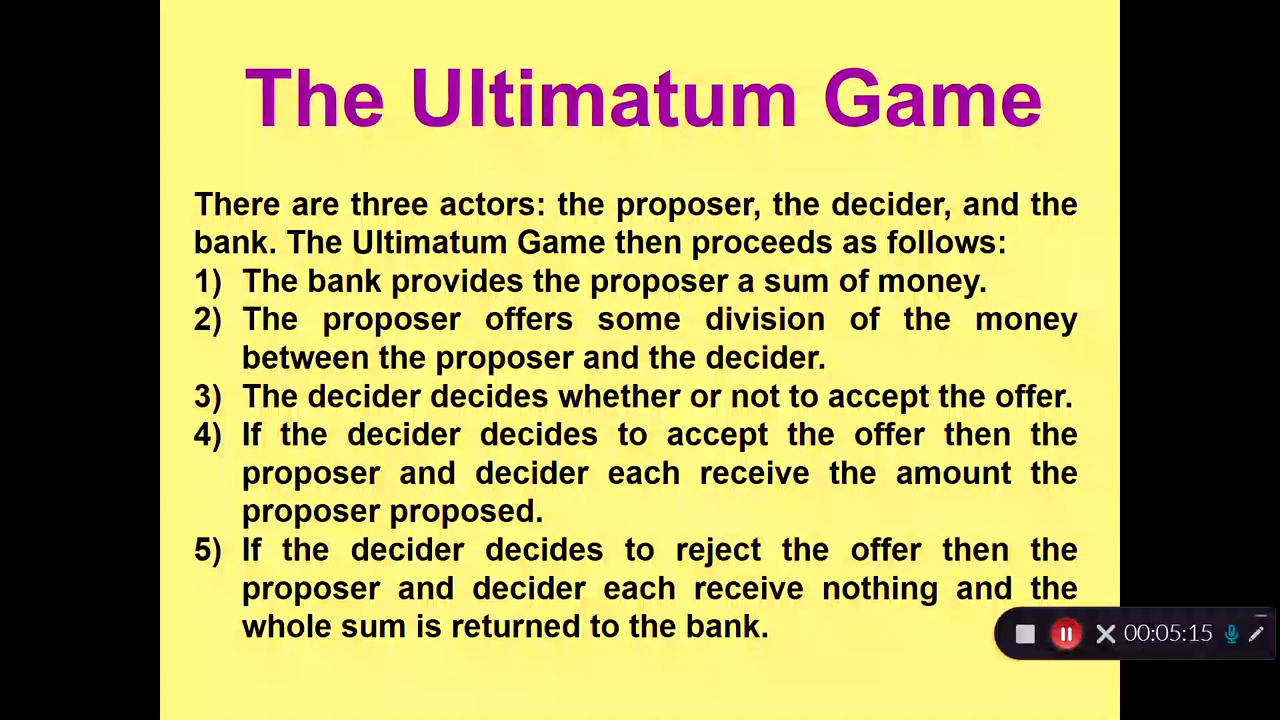 The Ultimatum Game
There are three actors: the proposer, the decider, and the
bank. The Ultimatum Game then proceeds as follows:
1) The bank provides the proposer a sum of money.
2) The proposer offers some division of the money
between the proposer and the decider.
3) The decider decides whether or not to accept the offer.
4) If the decider decides to accept the offer then the
proposer and decider each receive the amount the
proposer proposed.
5) If the decider decides to reject the offer then the
proposer and decider each receive nothing and the
whole sum is returned to the bank.
00:05:15